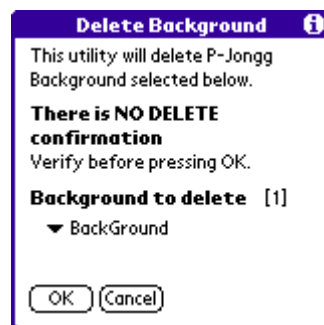 Delete Background i
This utility will delete P-Jongg
Background selected below.
There is NO DELETE
confirmation
Verify before pressing OK.
Background to delete [1]
BackGround
OK Cancel